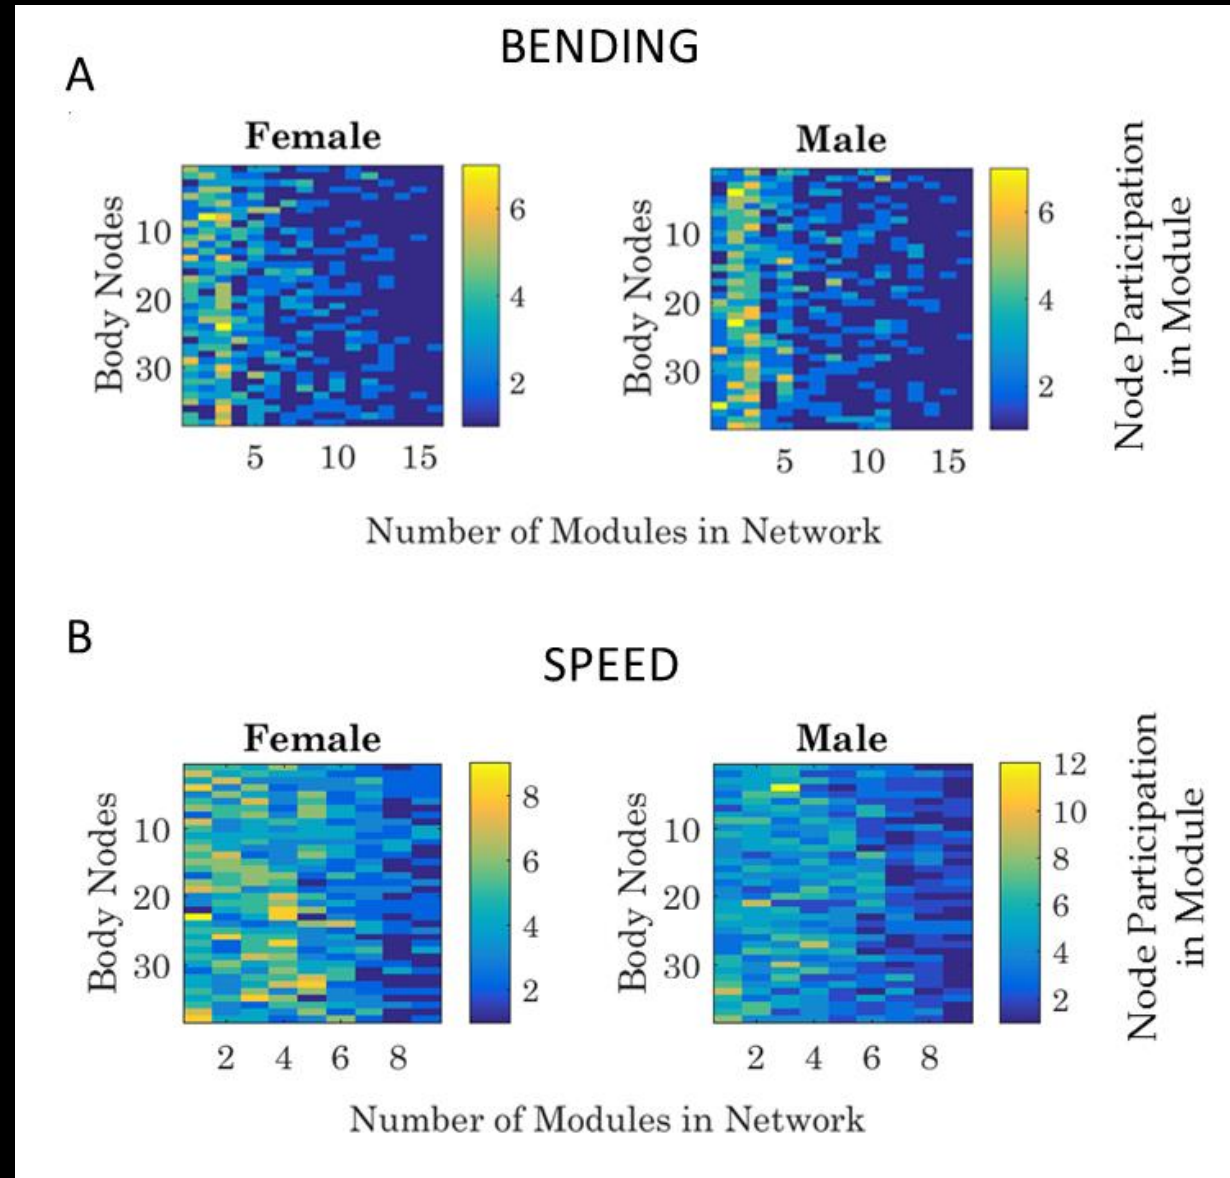 BENDING
A
Female
Male
Body Nodes
10
20
30
5 10 15
6
4
2
Body Nodes
10
20
30
5 10 15
6
4
2
Node Participation
in Module
Number of Modules in Network
B
SPEED
Female
Male
Body Nodes
10
20
30
2 4 6 8
8
6
4
2
Body Nodes
10
20
30
2 4 6 8
12
10
8
6
4
2
Node Participation
in Module
Number of Modules in Network